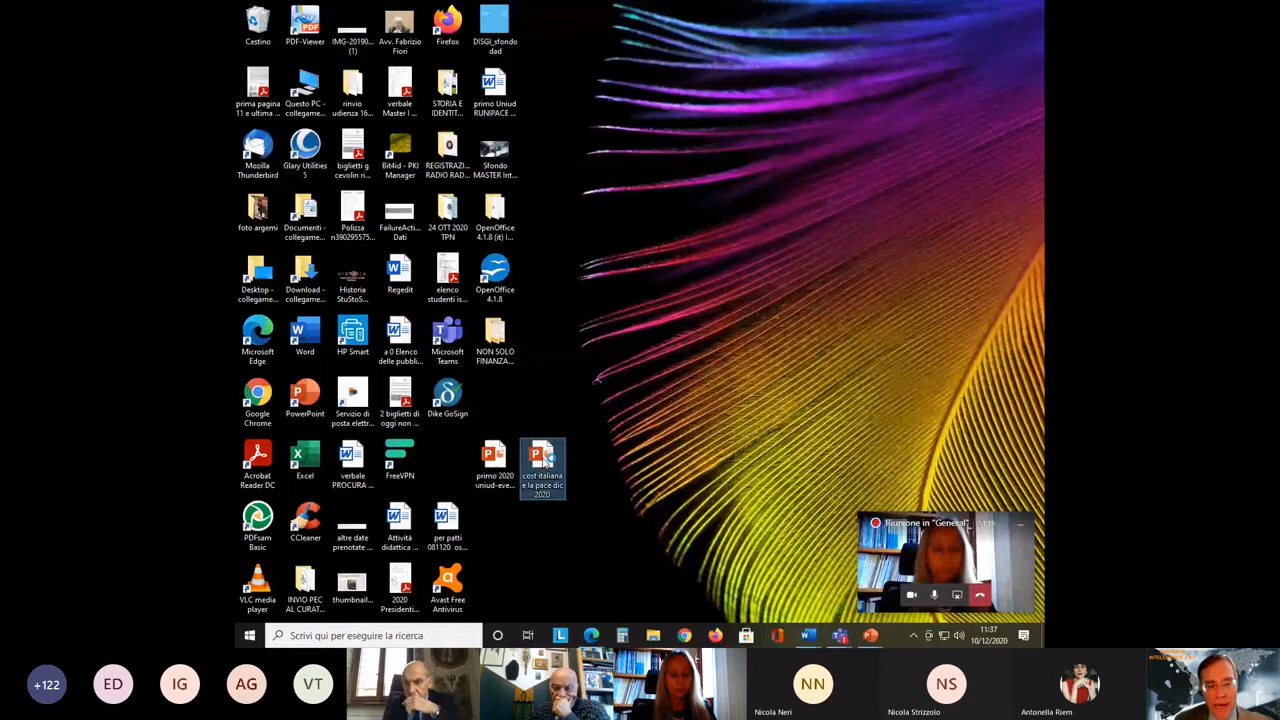 Cestino
PDF-Viewer
IMG-20190... (1)
Avv. Fabrizio Fiori
Firefox
DISGI_sfondo dad
prima pagina 11 e ultima ...
Questo PC - collegame...
rinvio udienza 16...
verbale Master I ...
STORIA E IDENTIT...
primo Uniud RUNIPACE ...
Mozilla Thunderbird
Glary Utilities 5
biglietti g cevolin ri...
Bit4id - PKI Manager
REGISTRAZI... RADIO RAD...
Sfondo MASTER Int...
foto argemi
Documenti - collegame...
Polizza n390295575...
FailureActi... Dati
24 OTT 2020 TPN
OpenOffice 4.1.8 (it) I...
Desktop - collegame...
Download - collegame...
HISTORIA
Historia StuStoS...
Regedit
elenco studenti is...
OpenOffice 4.1.8
Microsoft Edge
Word
HP Smart
a 0 Elenco delle pubbli...
Microsoft Teams
NON SOLO FINANZA...
Google Chrome
PowerPoint
Servizio di posta elettr...
2 biglietti di oggi non ...
Dike GoSign
Acrobat Reader DC
Excel
verbale PROCURA ...
FreeVPN
primo 2020 uniud-eve...
cost italiana e la pace dic 2020
PDFsam Basic
CCleaner
altre date prenotate ...
Attività didattica ...
per patti 081120 os...
VLC media player
INVIO PEC AL CURAT...
thumbnail...
2020 Presidenti...
Avast Free Antivirus
Riunione in "General"
51:15
Scrivi qui per eseguire la ricerca
11:37
10/12/2020
+122
ED
IG
AG
VT
NN
Nicola Neri
NS
Nicola Strizzolo
Antonella Riem